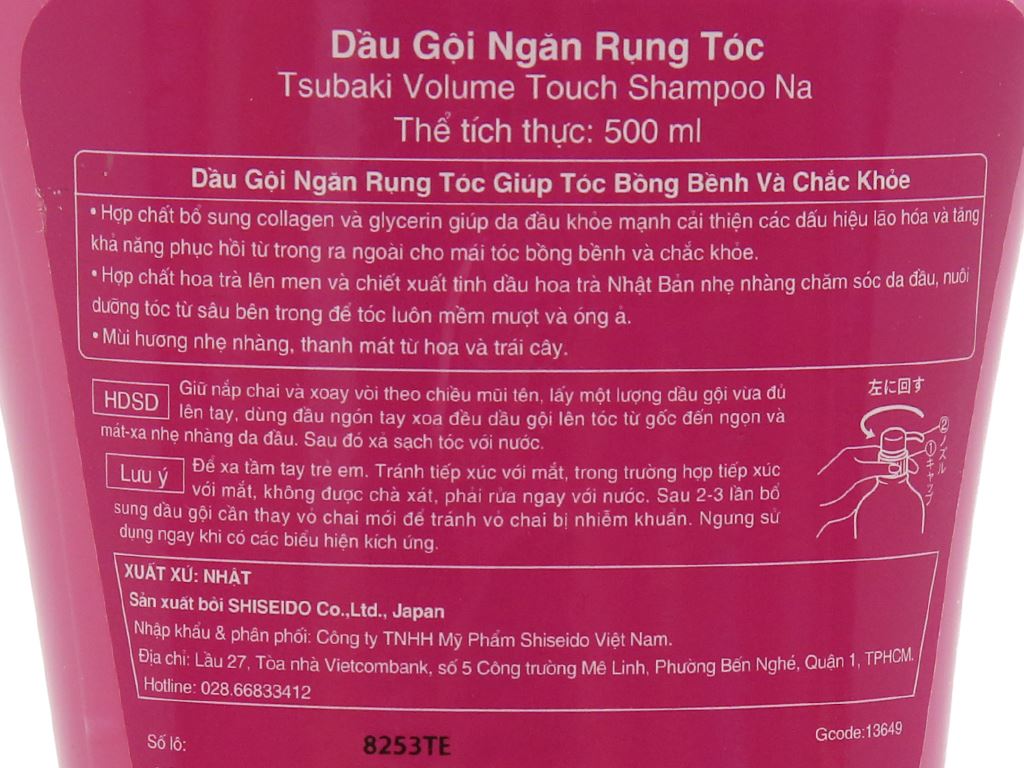 Dầu Gội Ngăn Rụng Tóc
Tsubaki Volume Touch Shampoo Na
Thể tích thực: 500 ml
Dầu Gội Ngăn Rụng Tóc Giúp Tóc Bồng Bềnh Và Chắc Khỏe
• Hợp chất bổ sung collagen và glycerin giúp da đầu khỏe mạnh cải thiện các dấu hiệu lão hóa và tăng
khả năng phục hồi từ trong ra ngoài cho mái tóc bồng bềnh và chắc khỏe.
• Hợp chất hoa trà lên men và chiết xuất tinh dầu hoa trà Nhật Bản nhẹ nhàng chăm sóc da đầu, nuôi
dưỡng tóc từ sâu bên trong để tóc luôn mềm mượt và óng ả.
• Mùi hương nhẹ nhàng, thanh mát từ hoa và trái cây.
HDSD Giữ nắp chai và xoay vòi theo chiều mũi tên, lấy một lượng dầu gội vừa đủ
lên tay, dùng đầu ngón tay xoa đều dầu gội lên tóc từ gốc đến ngọn và
mát-xa nhẹ nhàng da đầu. Sau đó xả sạch tóc với nước.
左に回す
②ノズル
①キャップ
Lưu ý Để xa tầm tay trẻ em. Tránh tiếp xúc với mắt, trong trường hợp tiếp xúc
với mắt, không được chà xát, phải rửa ngay với nước. Sau 2-3 lần bổ
sung dầu gội cần thay vỏ chai mới để tránh vỏ chai bị nhiễm khuẩn. Ngưng sử
dụng ngay khi có các biểu hiện kích ứng.
XUẤT XỨ: NHẬT
Sản xuất bởi SHISEIDO Co.,Ltd., Japan
Nhập khẩu & phân phối: Công ty TNHH Mỹ Phẩm Shiseido Việt Nam.
Địa chỉ: Lầu 27, Tòa nhà Vietcombank, số 5 Công trường Mê Linh, Phường Bến Nghé, Quận 1, TPHCM.
Hotline: 028.66833412
Gcode:13649
Số lô: 8253TE